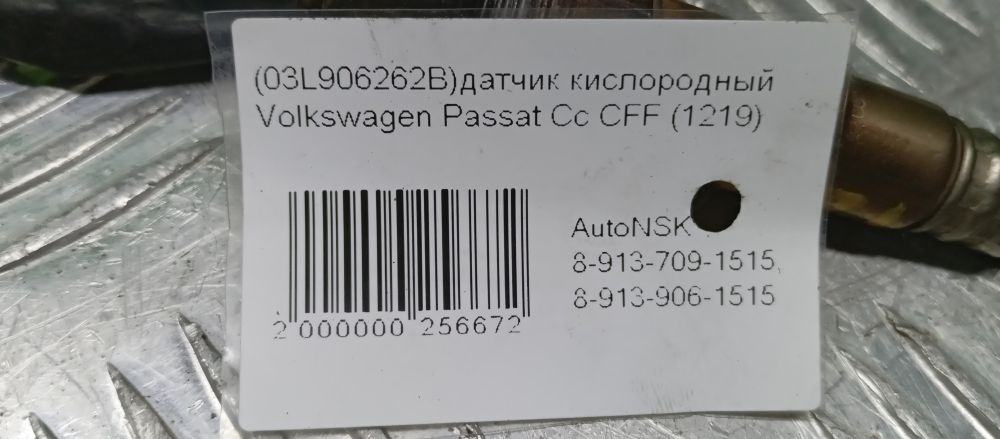 (03L906262B)датчик кислородный
Volkswagen Passat Cc CFF (1219)
AutoNSK
8-913-709-1515,
8-913-906-1515
2 000000 256672